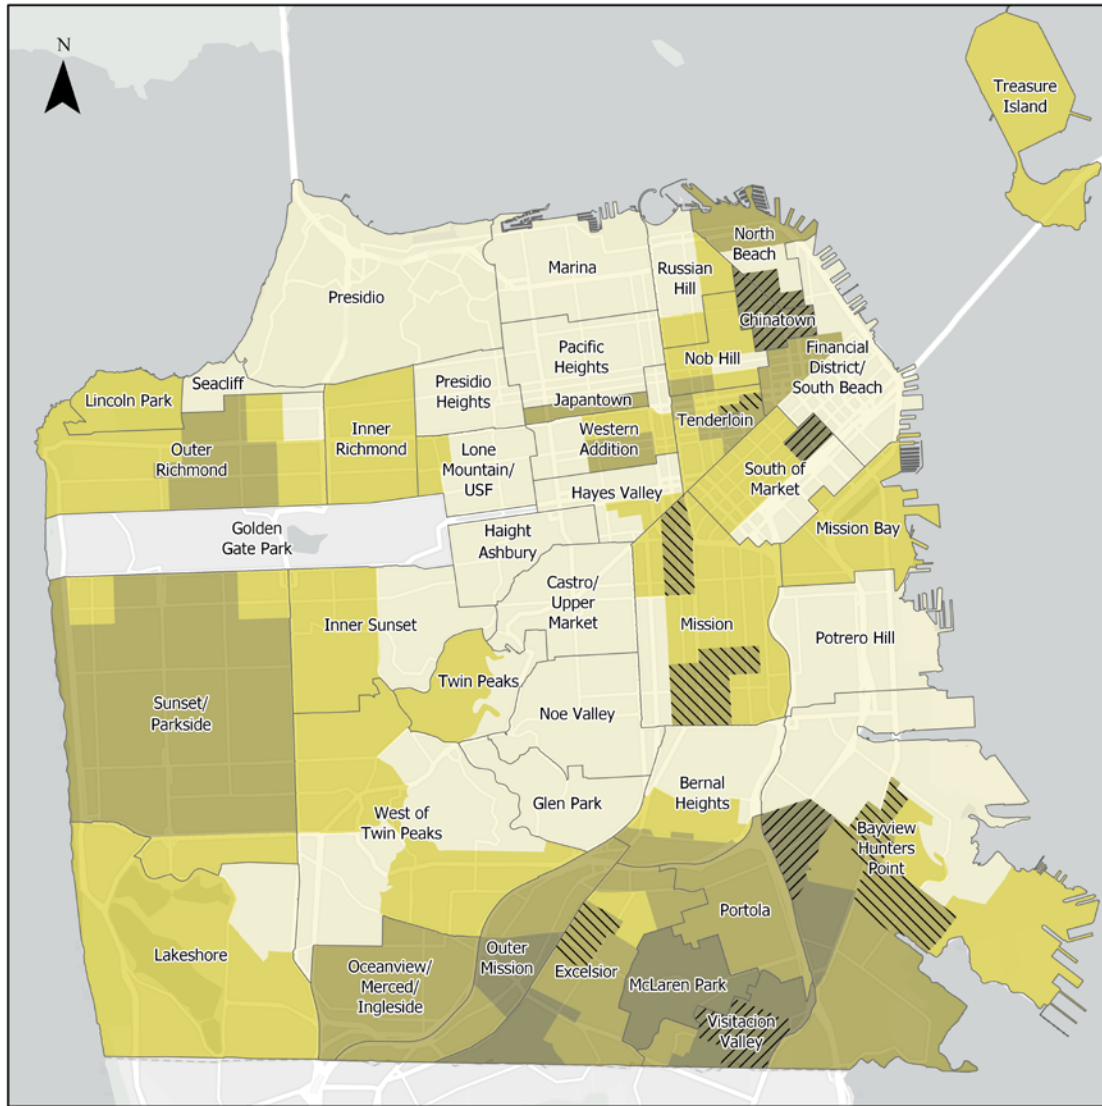 N
Treasure
Island
North
Beach
Marina
Russian
Hill
Presidio
Chinatown
Pacific
Heights
Nob Hill
Financial
District/
South Beach
Seacliff
Presidio
Heights
Lincoln Park
Japantown
Tenderloin
Inner
Richmond
Western
Addition
Outer
Richmond
Lone
Mountain/
USF
South of
Market
Hayes Valley
Golden
Gate Park
Haight
Ashbury
Mission Bay
Castro/
Upper
Market
Inner Sunset
Mission
Potrero Hill
Twin Peaks
Sunset/
Parkside
Noe Valley
Bernal
Heights
Glen Park
West of
Twin Peaks
Bayview
Hunters
Point
Portola
Lakeshore
Outer
Mission
Oceanview/
Merced/
Ingleside
Excelsior
McLaren Park
Visitacion
Valley